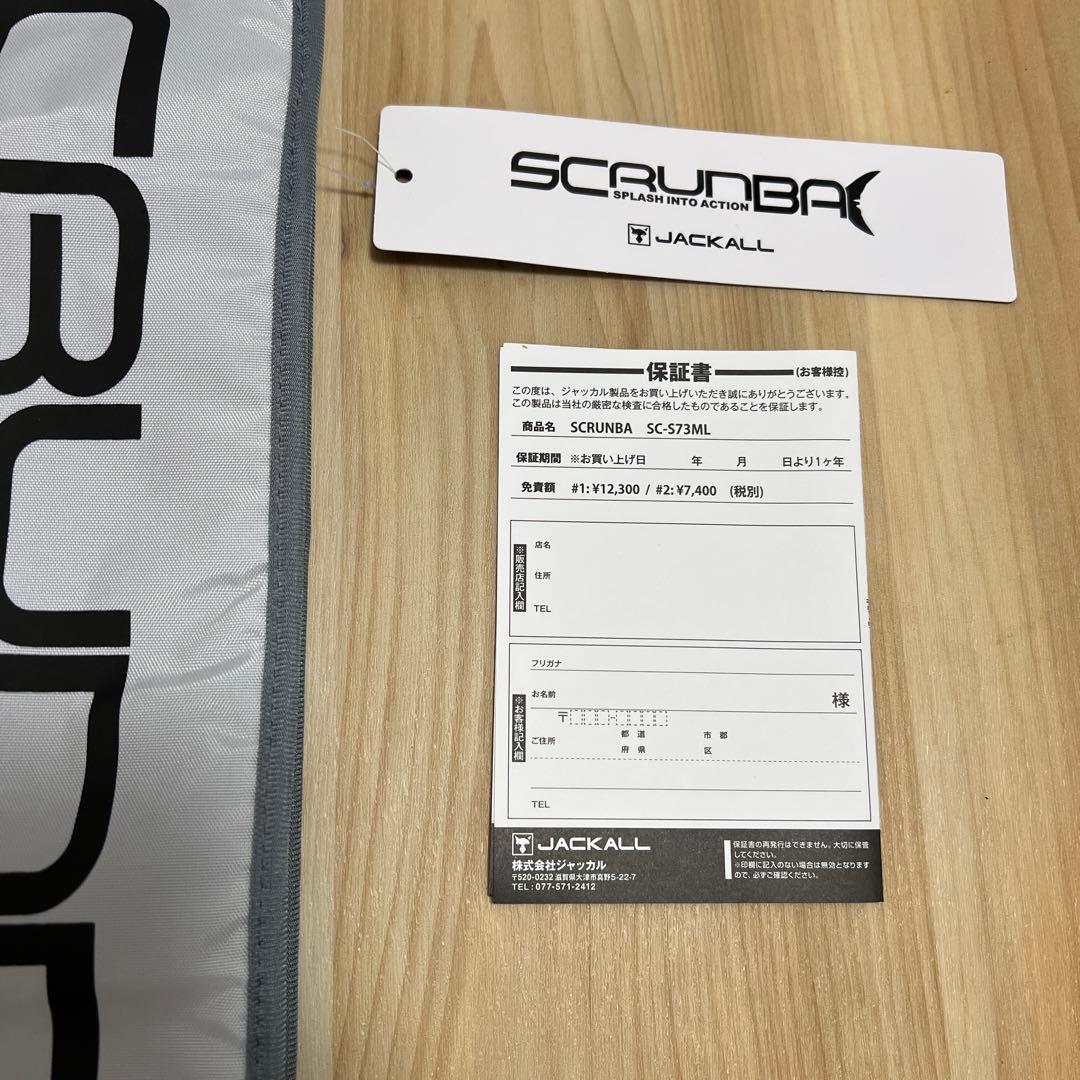 SCRUNBA
SPLASH INTO ACTION
JACKALL
保証書 (お客様控)
この度は、ジャッカル製品をお買い上げいただき誠にありがとうございます。
この製品は当社の厳密な検査に合格したものであることを保証します。
商品名 SCRUNBA SC-S73ML
保証期間 ※お買い上げ日 年 月 日より1ヶ年
免責額 #1: ¥12,300 / #2: ¥7,400 (税別)
※販売店記入欄
店名
住所
TEL
※お客様記入欄
フリガナ
お名前 様
〒
ご住所 都 道 市 郡
府 県 区
TEL
JACKALL
株式会社ジャッカル
〒520-0232 滋賀県大津市真野5-22-7
TEL : 077-571-2412
保証書の再発行はできません。大切に保管
してください。
※印欄に記入のない場合は無効となります
ので、必ずご確認ください。